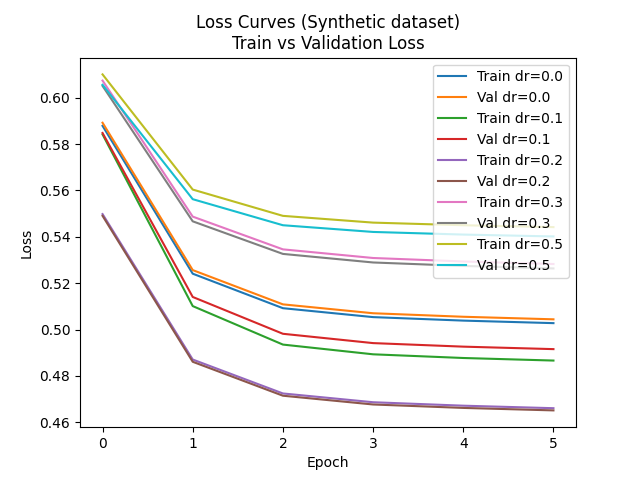 Loss Curves (Synthetic dataset)
Train vs Validation Loss
Loss
0.60
0.58
0.56
0.54
0.52
0.50
0.48
0.46
Train dr=0.0
Val dr=0.0
Train dr=0.1
Val dr=0.1
Train dr=0.2
Val dr=0.2
Train dr=0.3
Val dr=0.3
Train dr=0.5
Val dr=0.5
0 1 2 3 4 5
Epoch